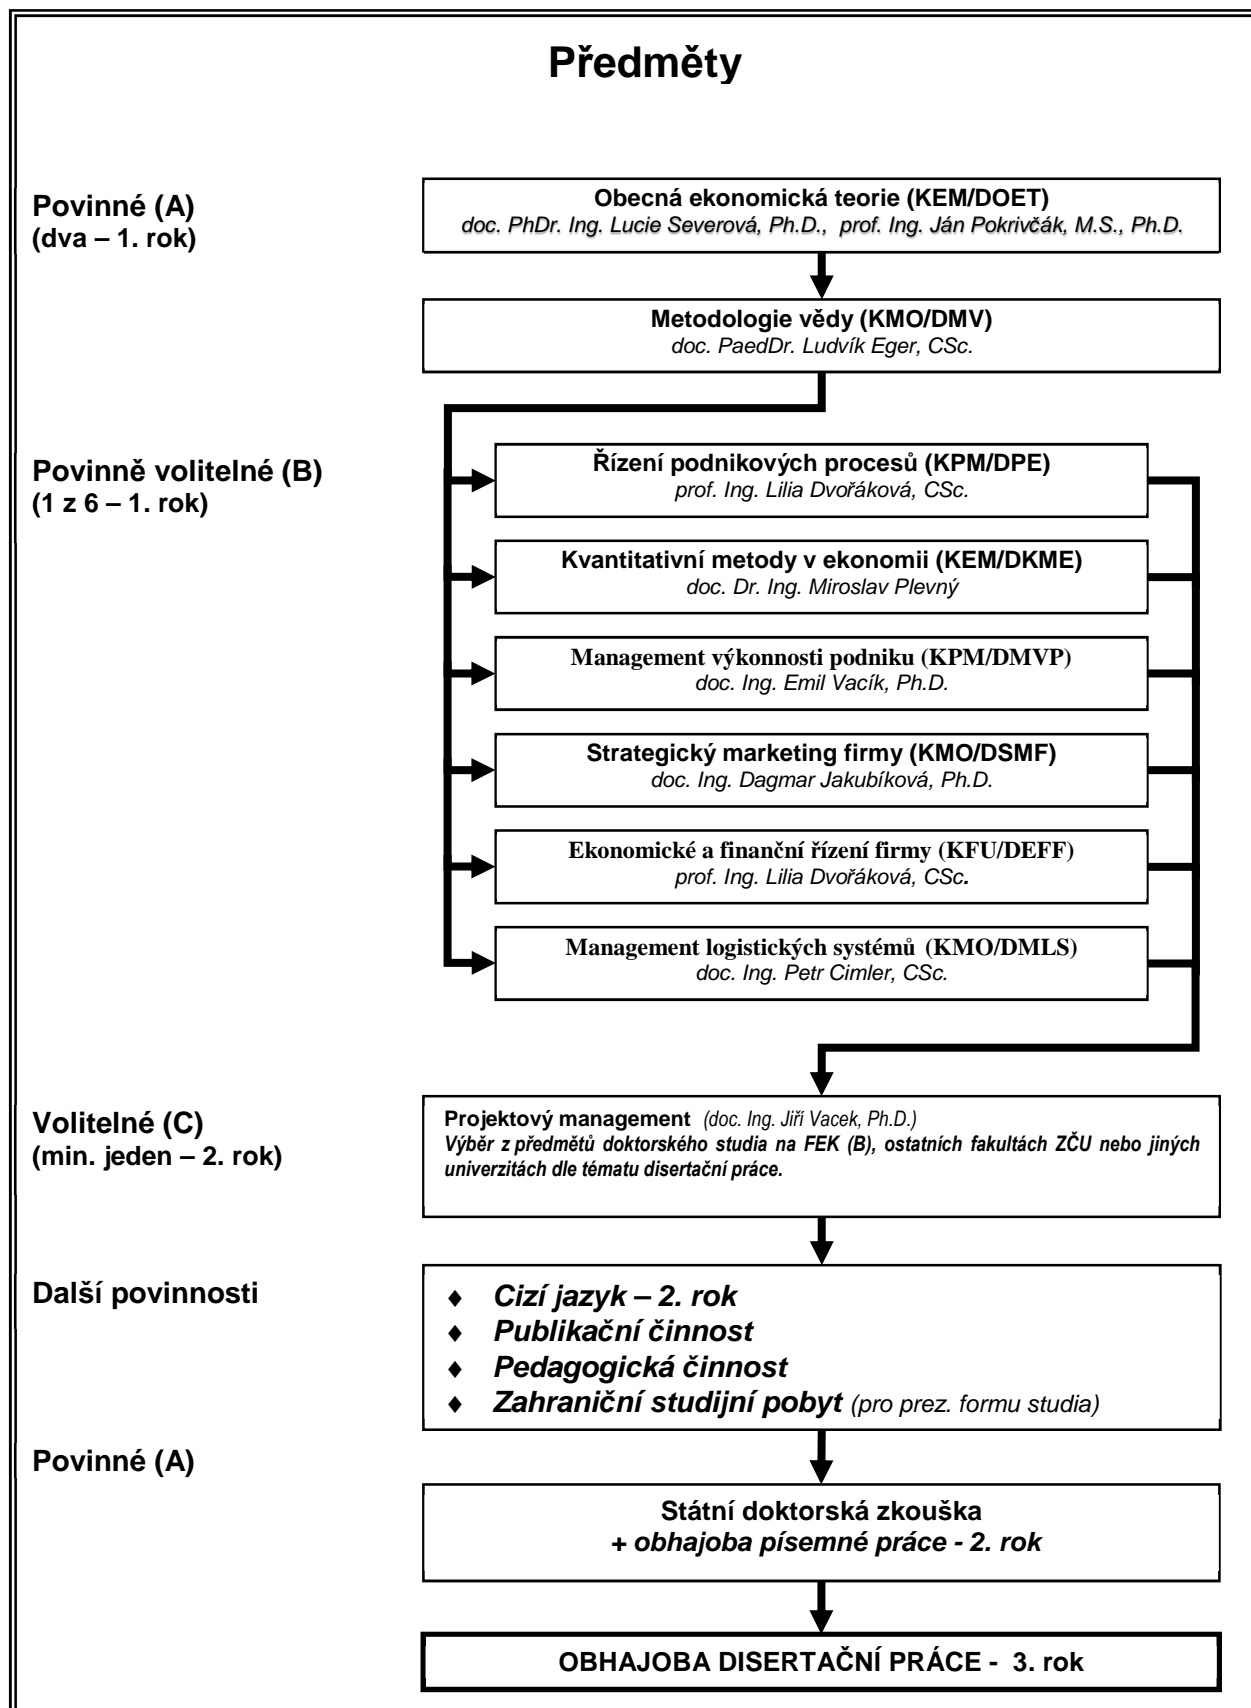 Předměty
Povinné (A)
(dva – 1. rok)
Obecná ekonomická teorie (KEM/DOET)
doc. PhDr. Ing. Lucie Severová, Ph.D., prof. Ing. Ján Pokrivčák, M.S., Ph.D.
Metodologie vědy (KMO/DMV)
doc. PaedDr. Ludvík Eger, CSc.
Povinně volitelné (B)
(1 z 6 – 1. rok)
Řízení podnikových procesů (KPM/DPE)
prof. Ing. Lilia Dvořáková, CSc.
Kvantitativní metody v ekonomii (KEM/DKME)
doc. Dr. Ing. Miroslav Plevný
Management výkonnosti podniku (KPM/DMVP)
doc. Ing. Emil Vacík, Ph.D.
Strategický marketing firmy (KMO/DSMF)
doc. Ing. Dagmar Jakubíková, Ph.D.
Ekonomické a finanční řízení firmy (KFU/DEFF)
prof. Ing. Lilia Dvořáková, CSc.
Management logistických systémů (KMO/DMLS)
doc. Ing. Petr Cimler, CSc.
Volitelné (C)
(min. jeden – 2. rok)
Projektový management (doc. Ing. Jiří Vacek, Ph.D.)
Výběr z předmětů doktorského studia na FEK (B), ostatních fakultách ZČU nebo jiných
univerzitách dle tématu disertační práce.
Další povinnosti
♦ Cizí jazyk – 2. rok
♦ Publikační činnost
♦ Pedagogická činnost
♦ Zahraniční studijní pobyt (pro prez. formu studia)
Povinné (A)
Státní doktorská zkouška
+ obhajoba písemné práce - 2. rok
OBHAJOBA DISERTAČNÍ PRÁCE - 3. rok